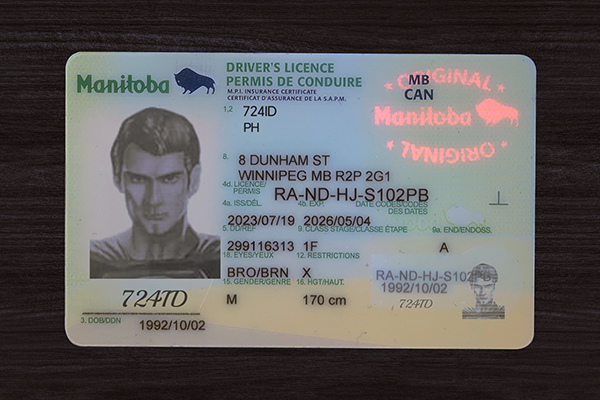 Manitoba
DRIVER'S LICENCE
PERMIS DE CONDUIRE
M.P.I. INSURANCE CERTIFICATE
CERTIFICAT D'ASSURANCE DE LA S.A.P.M.
MB
CAN
ORIGINAL
Manitoba
ORIGINAL
1,2 724ID
PH
8. 8 DUNHAM ST
WINNIPEG MB R2P 2G1
4d. LICENCE/
PERMIS
RA-ND-HJ-S102PB
4a. ISS/DÉL. 4b. EXP. DATE CODES/CODES
DES DATES
2023/07/19 2026/05/04
5. DD/REF 9. CLASS STAGE/CLASSE ÉTAPE 9a. END/ENDOSS.
299116313 1F A
18. EYES/YEUX 12. RESTRICTIONS
BRO/BRN X
15. GENDER/GENRE 16. HGT/HAUT.
M 170 cm
RA-ND-HJ-S102PB
1992/10/02
724TD
724TD
3. DOB/DDN 1992/10/02